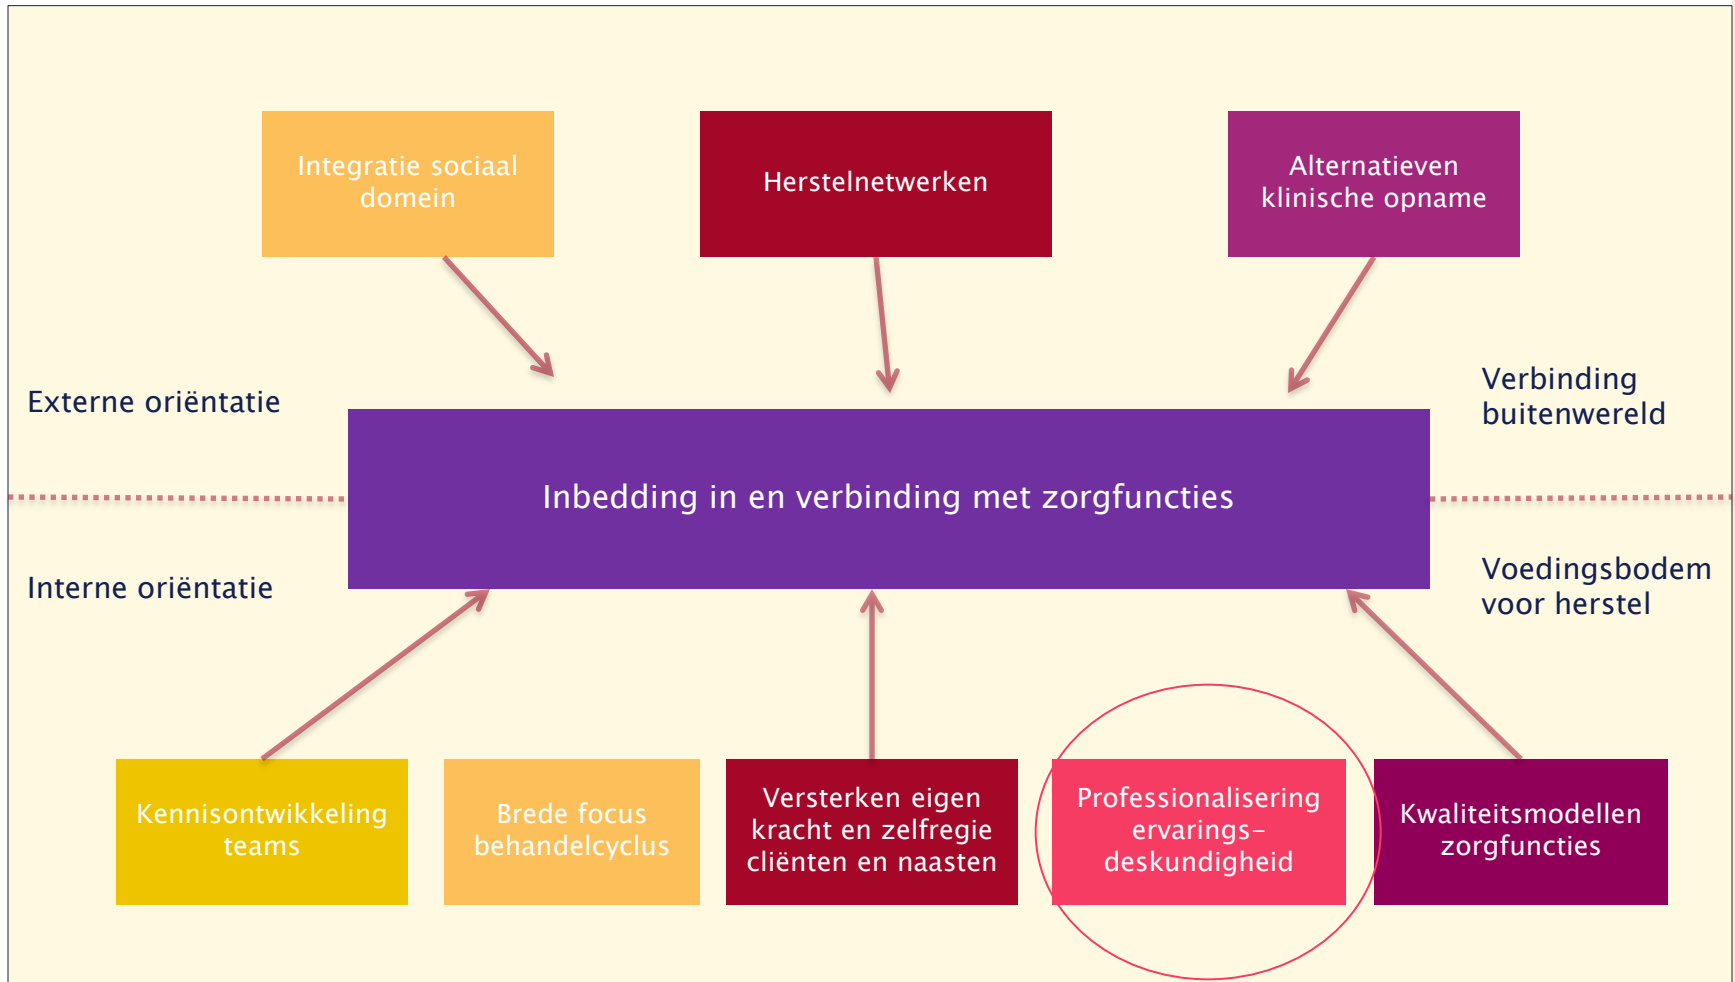 Integratie sociaal
domein
Herstelnetwerken
Alternatieven
klinische opname
Externe oriëntatie
Verbinding
buitenwereld
Inbedding in en verbinding met zorgfuncties
Interne oriëntatie
Voedingsbodem
voor herstel
Kennisontwikkeling
teams
Brede focus
behandelcyclus
Versterken eigen
kracht en zelfregie
cliënten en naasten
Professionalisering
ervarings-
deskundigheid
Kwaliteitsmodellen
zorgfuncties